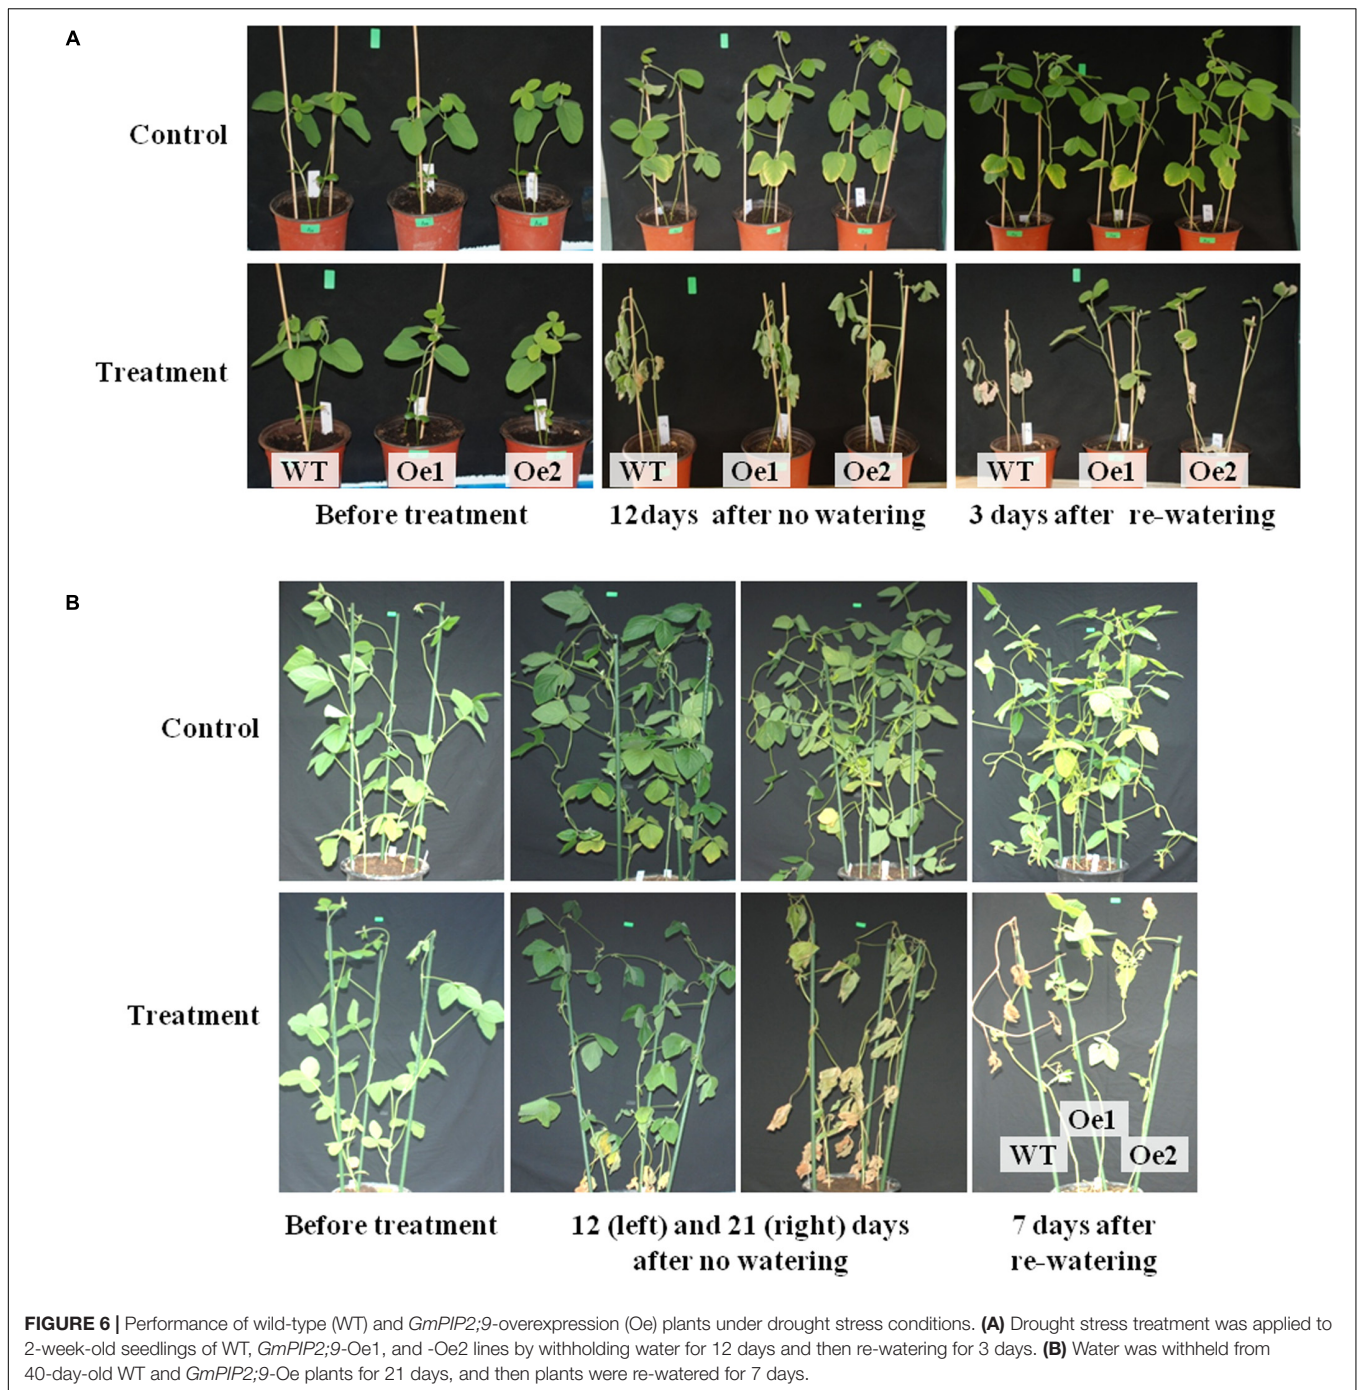 A
Control
Treatment
WT Oe1 Oe2 WT Oe1 Oe2 WT Oe1 Oe2
Before treatment 12days after no watering 3 days after re-watering
B
Control
Treatment
Oe1
WT Oe2
Before treatment 12 (left) and 21 (right) days 7 days after
after no watering re-watering
FIGURE 6 | Performance of wild-type (WT) and GmPIP2;9-overexpression (Oe) plants under drought stress conditions. (A) Drought stress treatment was applied to
2-week-old seedlings of WT, GmPIP2;9-Oe1, and -Oe2 lines by withholding water for 12 days and then re-watering for 3 days. (B) Water was withheld from
40-day-old WT and GmPIP2;9-Oe plants for 21 days, and then plants were re-watered for 7 days.